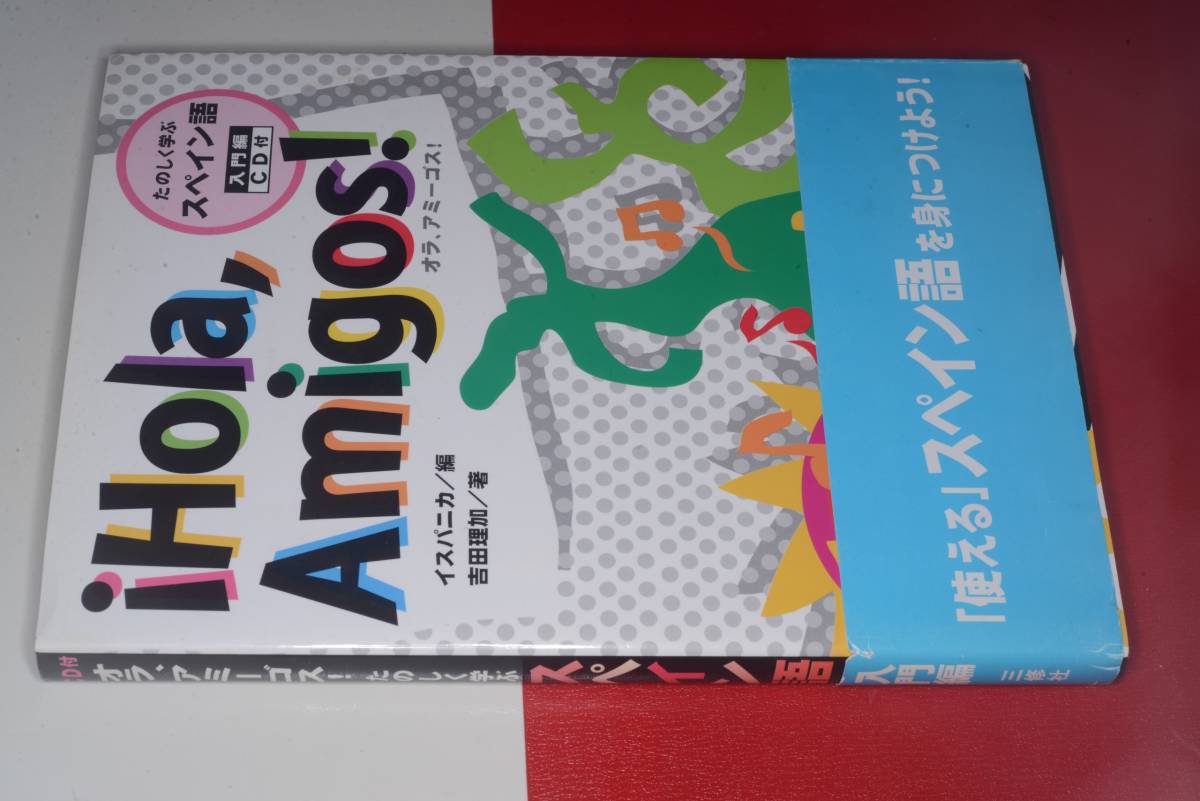 たのしく学ぶ
スペイン語
入門編
CD付
¡Hola,
Amigos!
オラ、アミーゴス!
イスパニカ/編
吉田理加/著
「使える」スペイン語を身につけよう!
CD付 オラ、アミーゴス! たのしく学ぶ スペイン語 入門編 三修社